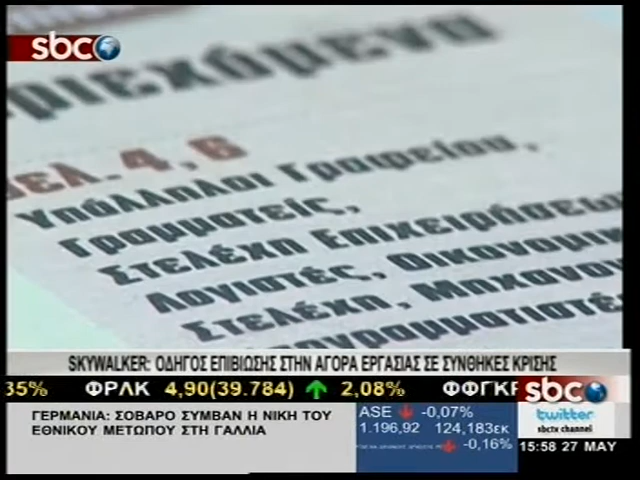 sbc
περιεχόμενα
σελ. 4, 6
Υπάλληλοι Γραφείου,
Γραμματείς,
Στελέχη Επιχειρήσεων
Λογιστές, Οικονομικ
Στελέχη, Μηχανο
Προγραμματιστέ
SKYWALKER: ΟΔΗΓΟΣ ΕΠΙΒΙΩΣΗΣ ΣΤΗΝ ΑΓΟΡΑ ΕΡΓΑΣΙΑΣ ΣΕ ΣΥΝΘΗΚΕΣ ΚΡΙΣΗΣ
35% ΦΡΛΚ 4,90(39.784) 2,08% ΦΦΓΚΡ
sbc
ΓΕΡΜΑΝΙΑ: ΣΟΒΑΡΟ ΣΥΜΒΑΝ Η ΝΙΚΗ ΤΟΥ
ΕΘΝΙΚΟΥ ΜΕΤΩΠΟΥ ΣΤΗ ΓΑΛΛΙΑ
ASE -0,07%
1.196,92 124,183εκ
-0,16%
twitter
sbctv channel
15:58 27 MAY